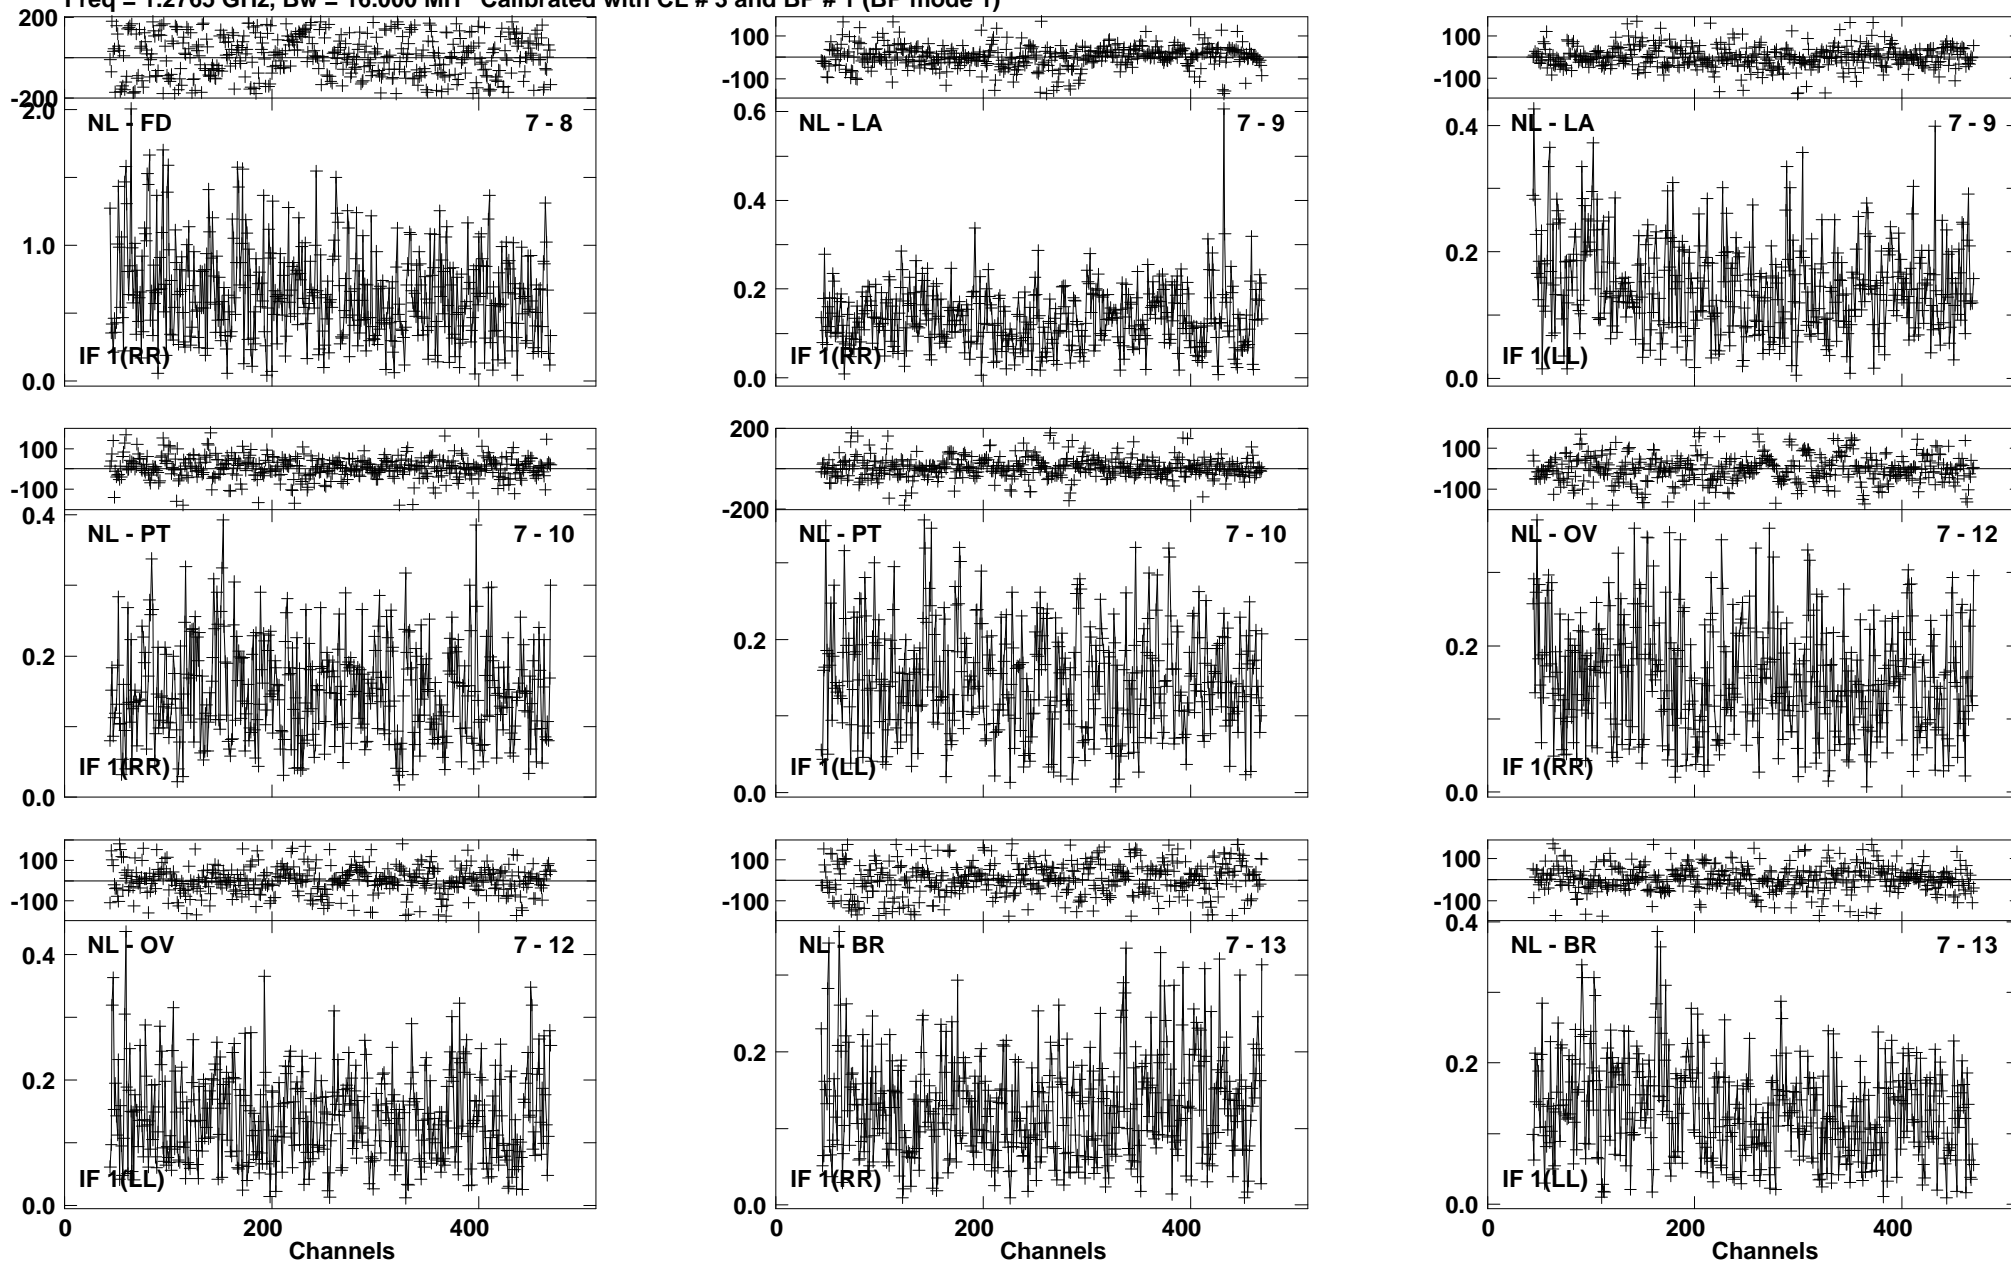 Freq = 1.2765 GHz, Bw = 16.000 MH Calibrated with CL # 3 and BP # 1 (BP mode 1)
200
-200
2.0
1.0
0.0
NL - FD 7 - 8
IF 1(RR)
100
-100
0.6
0.4
0.2
0.0
NL - LA 7 - 9
IF 1(RR)
100
-100
0.4
0.2
0.0
NL - LA 7 - 9
IF 1(LL)
100
-100
0.4
0.2
0.0
NL - PT 7 - 10
IF 1(RR)
200
-200
0.2
0.0
NL - PT 7 - 10
IF 1(LL)
100
-100
0.2
0.0
NL - OV 7 - 12
IF 1(RR)
100
-100
0.4
0.2
0.0
NL - OV 7 - 12
IF 1(LL)
0 200 400
Channels
100
-100
0.2
0.0
NL - BR 7 - 13
IF 1(RR)
0 200 400
Channels
100
-100
0.4
0.2
0.0
NL - BR 7 - 13
IF 1(LL)
0 200 400
Channels